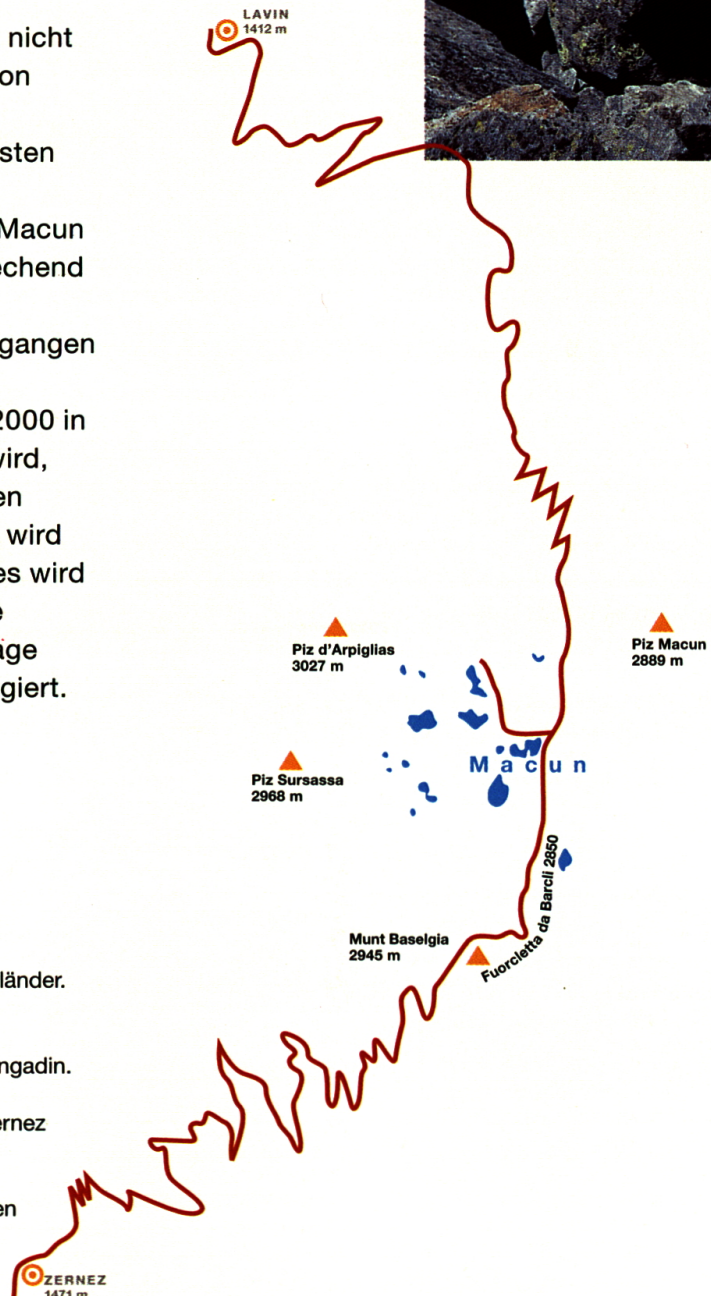 nicht
on
sten
Macun
echend
gangen
2000 in
vird,
en
wird
es wird
e
äge
giert.
länder.
ngadin.
ernez
en
LAVIN
1412 m
Piz d'Arpiglias
3027 m
Piz Macun
2889 m
Piz Sursassa
2968 m
Macun
Fuorcletta da Barcli 2850
Munt Baselgia
2945 m
ZERNEZ
1471 m